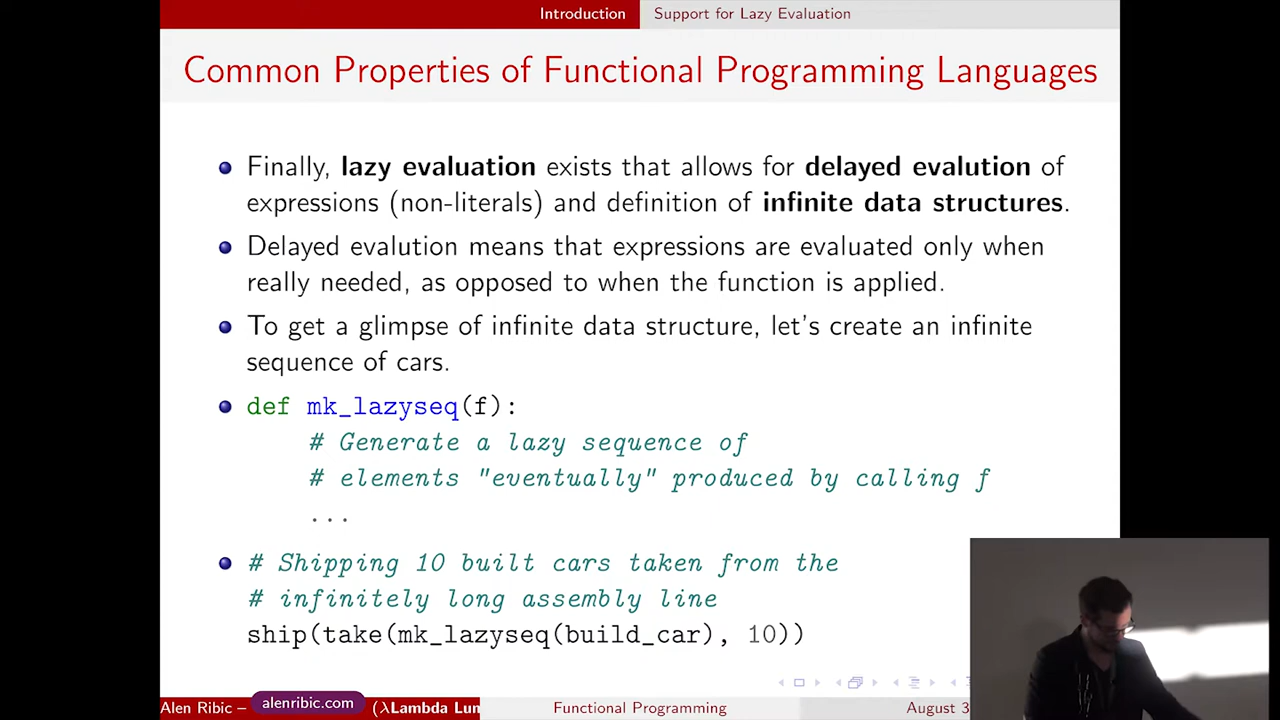 Introduction Support for Lazy Evaluation
Common Properties of Functional Programming Languages
Finally, lazy evaluation exists that allows for delayed evalution of
expressions (non-literals) and definition of infinite data structures.
Delayed evalution means that expressions are evaluated only when
really needed, as opposed to when the function is applied.
To get a glimpse of infinite data structure, let's create an infinite
sequence of cars.
def mk_lazyseq(f):
# Generate a lazy sequence of
# elements "eventually" produced by calling f
...
# Shipping 10 built cars taken from the
# infinitely long assembly line
ship(take(mk_lazyseq(build_car), 10))
Alen Ribic – alenribic.com (λLambda Lun Functional Programming August 3